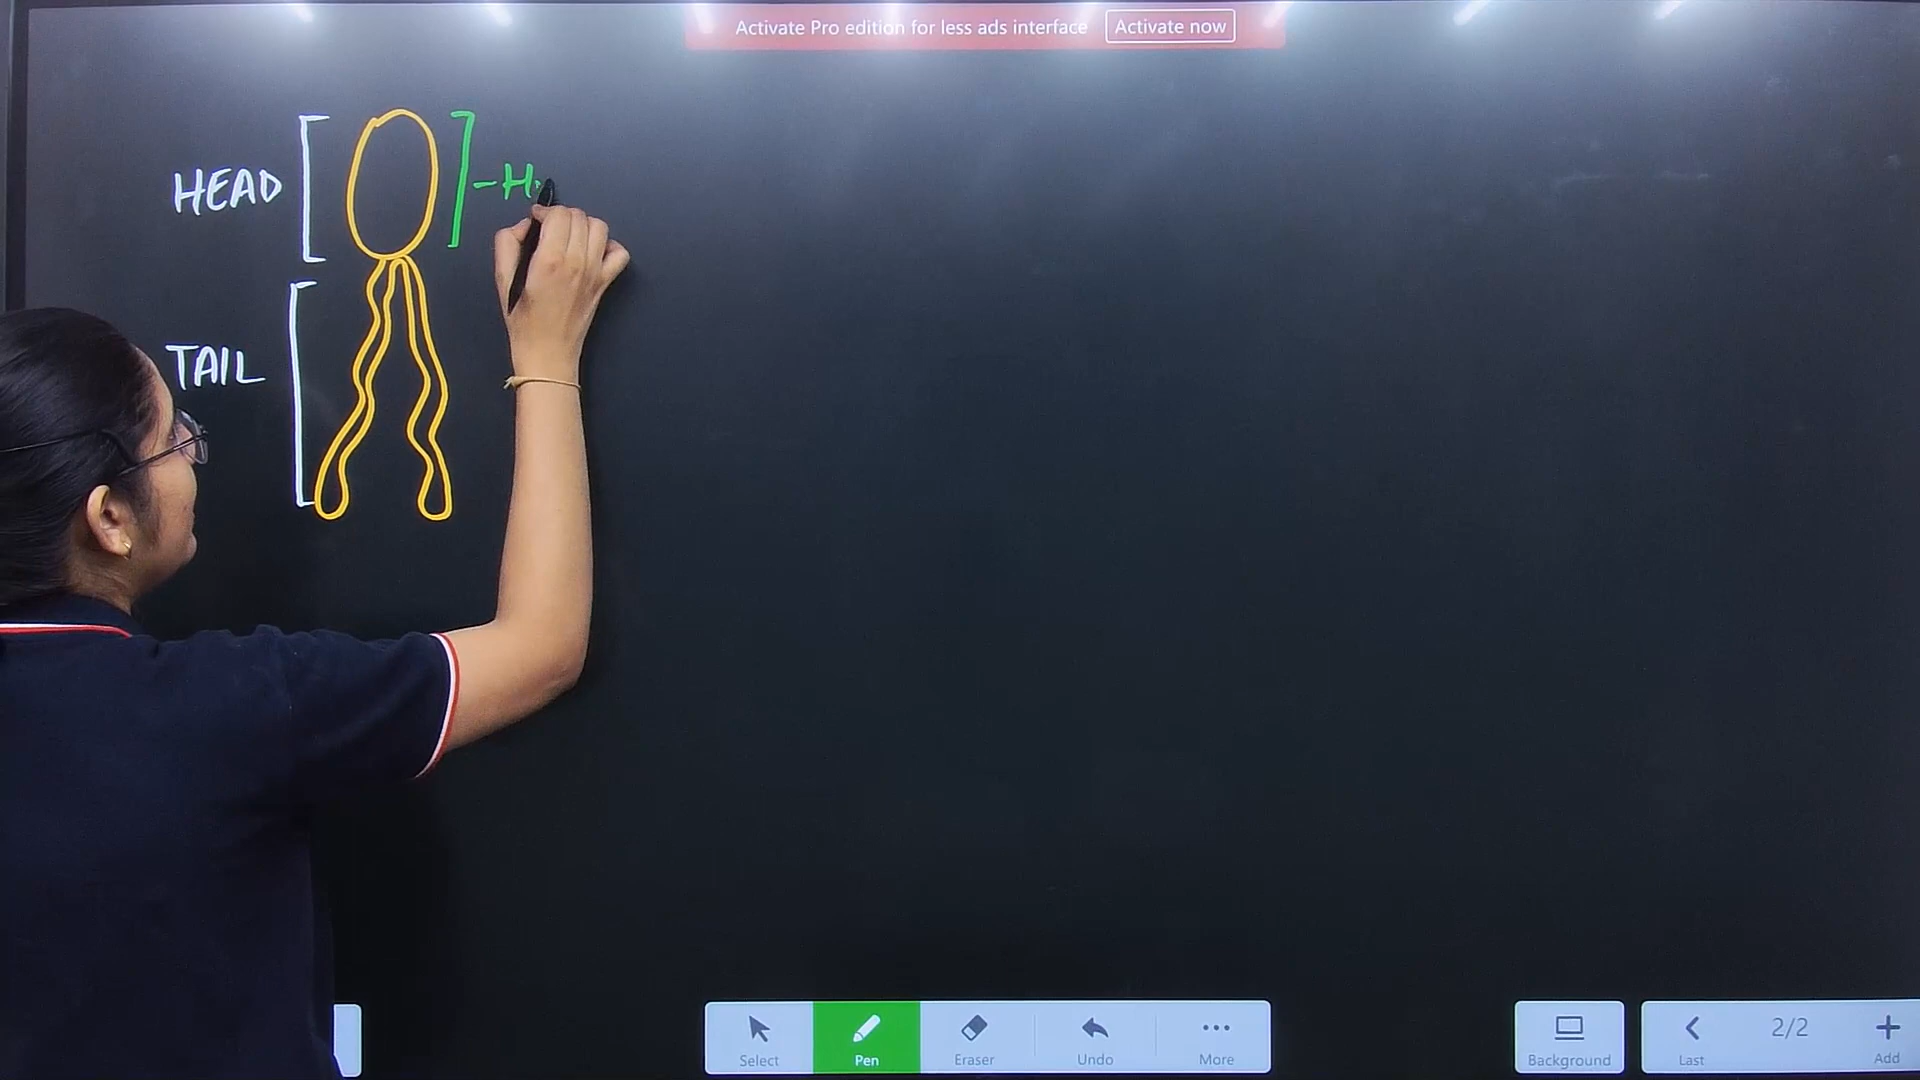 Activate Pro edition for less ads interface Activate now
HEAD
TAIL
Select Pen Eraser Undo More
Background
Last 2/2 Add